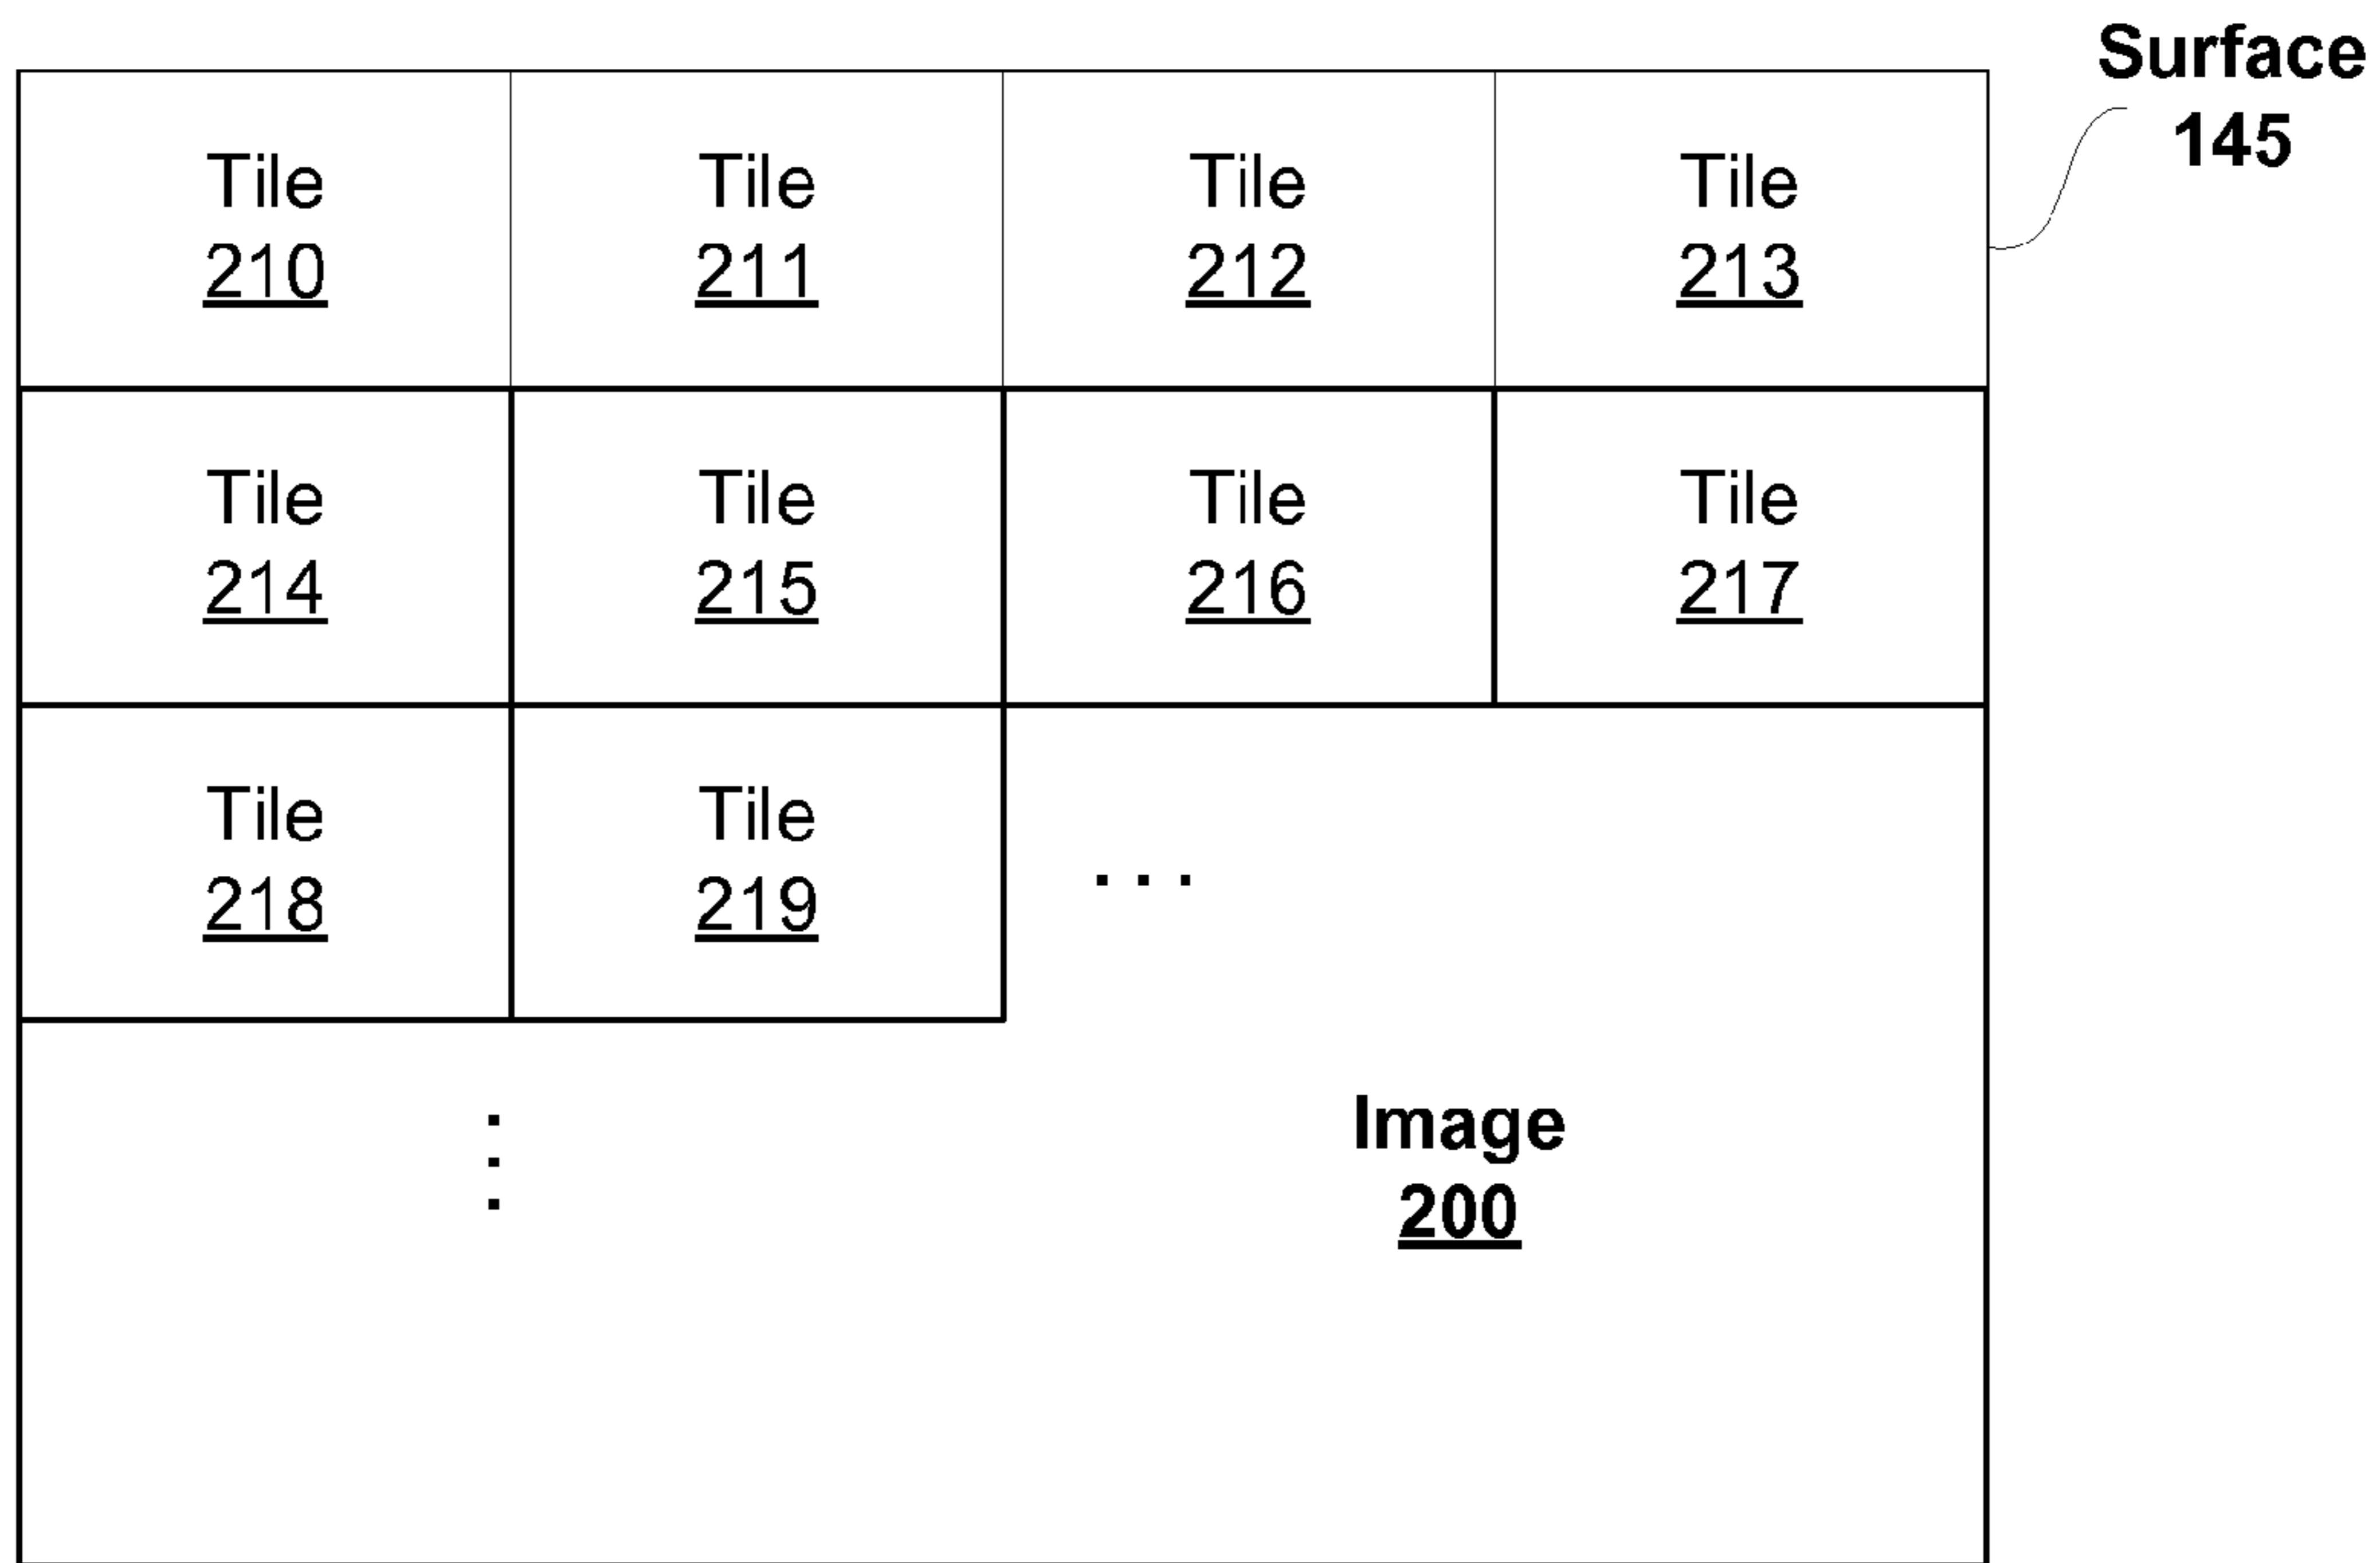 Surface
145
Tile
210
Tile
211
Tile
212
Tile
213
Tile
214
Tile
215
Tile
216
Tile
217
Tile
218
Tile
219
. . .
Image
200